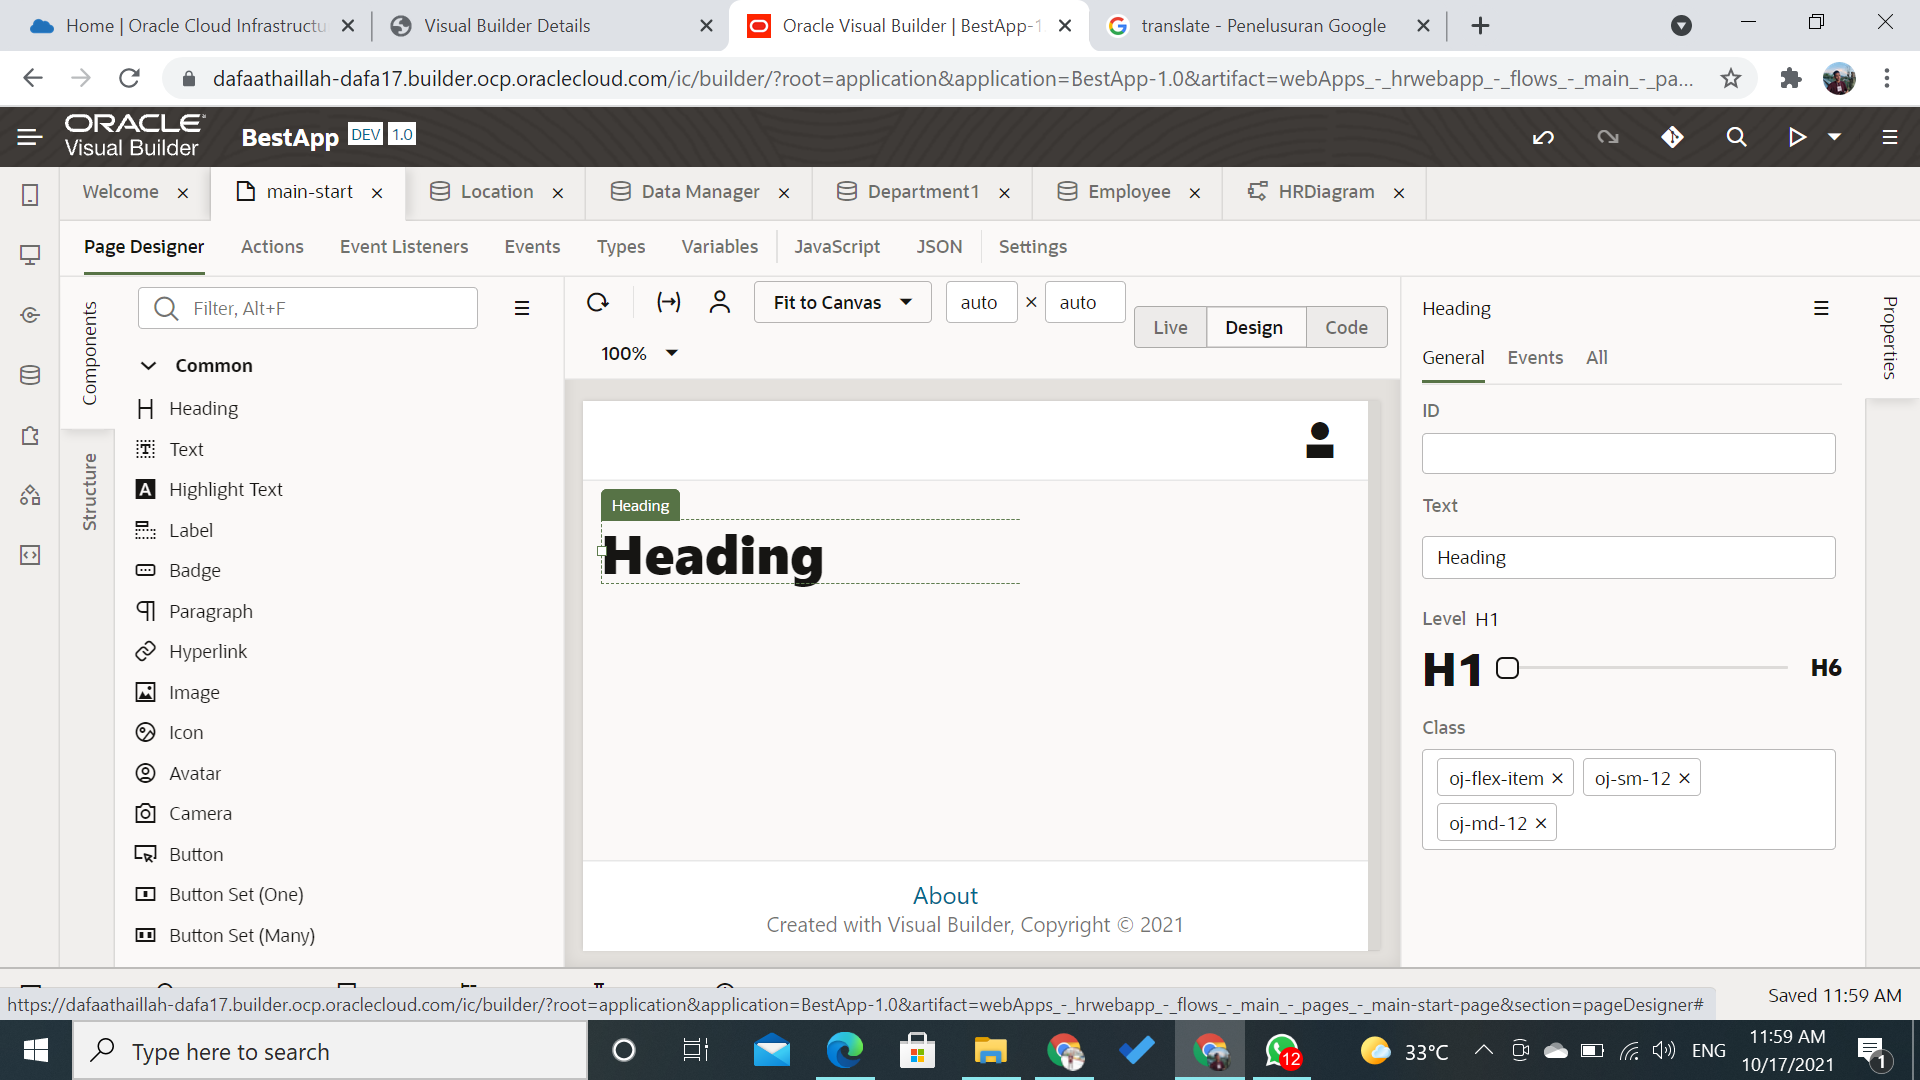 Home | Oracle Cloud Infrastructu
Visual Builder Details
Oracle Visual Builder | BestApp-1
translate - Penelusuran Google
dafaathaillah-dafa17.builder.ocp.oraclecloud.com/ic/builder/?root=application&application=BestApp-1.0&artifact=webApps_-_hrwebapp_-_flows_-_main_-_pa...
ORACLE
Visual Builder
BestApp DEV 1.0
Welcome
main-start
Location
Data Manager
Department1
Employee
HRDiagram
Page Designer
Actions
Event Listeners
Events
Types
Variables
JavaScript
JSON
Settings
Components
Structure
Filter, Alt+F
Common
Heading
Text
Highlight Text
Label
Badge
Paragraph
Hyperlink
Image
Icon
Avatar
Camera
Button
Button Set (One)
Button Set (Many)
Fit to Canvas
auto × auto
Live
Design
Code
100%
Heading
Heading
About
Created with Visual Builder, Copyright © 2021
Heading
General
Events
All
ID
Text
Heading
Level H1
H1
H6
Class
oj-flex-item
oj-sm-12
oj-md-12
Properties
https://dafaathaillah-dafa17.builder.ocp.oraclecloud.com/ic/builder/?root=application&application=BestApp-1.0&artifact=webApps_-_hrwebapp_-_flows_-_main_-_pages_-_main-start-page&section=pageDesigner#
Saved 11:59 AM
Type here to search
12
33°C
ENG
11:59 AM
10/17/2021
1